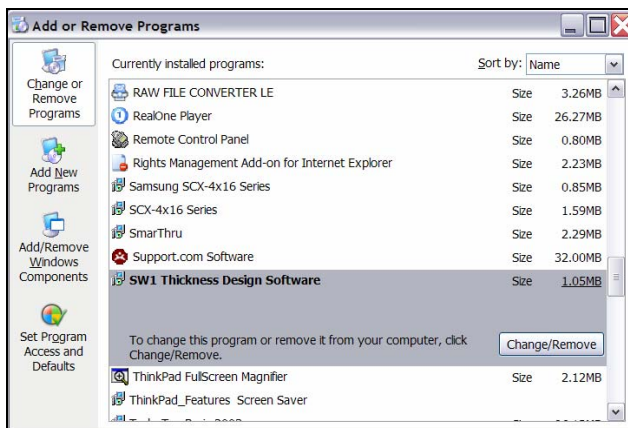 Add or Remove Programs
Change or
Remove
Programs
Add New
Programs
Add/Remove
Windows
Components
Set Program
Access and
Defaults
Currently installed programs:
Sort by: Name
RAW FILE CONVERTER LE Size 3.26MB
RealOne Player Size 26.27MB
Remote Control Panel Size 0.80MB
Rights Management Add-on for Internet Explorer Size 2.23MB
Samsung SCX-4x16 Series Size 0.85MB
SCX-4x16 Series Size 1.59MB
SmarThru Size 2.29MB
Support.com Software Size 32.00MB
SW1 Thickness Design Software Size 1.05MB
To change this program or remove it from your computer, click
Change/Remove.
Change/Remove
ThinkPad FullScreen Magnifier Size 2.12MB
ThinkPad_Features Screen Saver